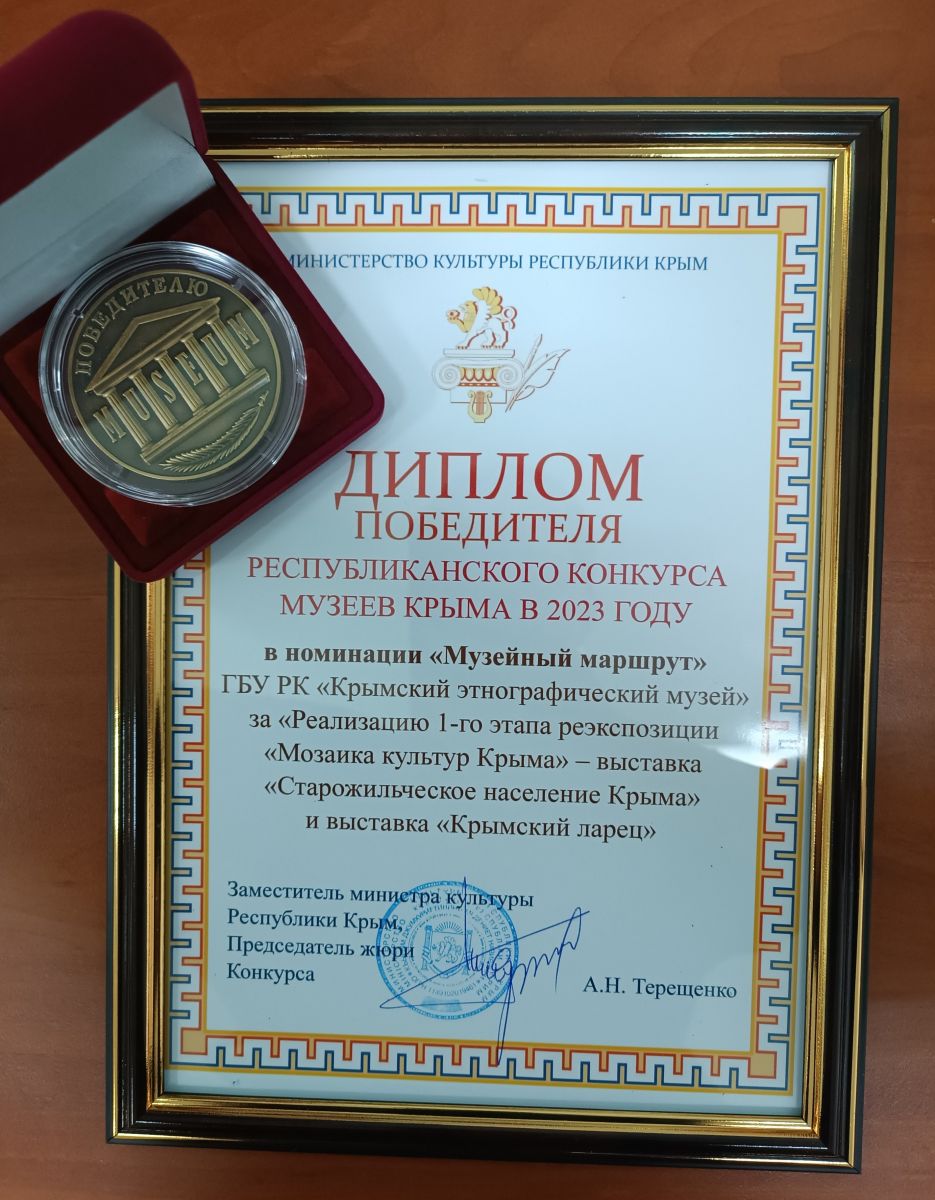 ПОБЕДИТЕЛЮ
MUSEUM
МИНИСТЕРСТВО КУЛЬТУРЫ РЕСПУБЛИКИ КРЫМ
ДИПЛОМ
ПОБЕДИТЕЛЯ
РЕСПУБЛИКАНСКОГО КОНКУРСА
МУЗЕЕВ КРЫМА В 2023 ГОДУ
в номинации «Музейный маршрут»
ГБУ РК «Крымский этнографический музей»
за «Реализацию 1-го этапа реэкспозиции
«Мозаика культур Крыма» – выставка
«Старожильческое население Крыма»
и выставка «Крымский ларец»
Заместитель министра культуры
Республики Крым,
Председатель жюри
Конкурса
А.Н. Терещенко